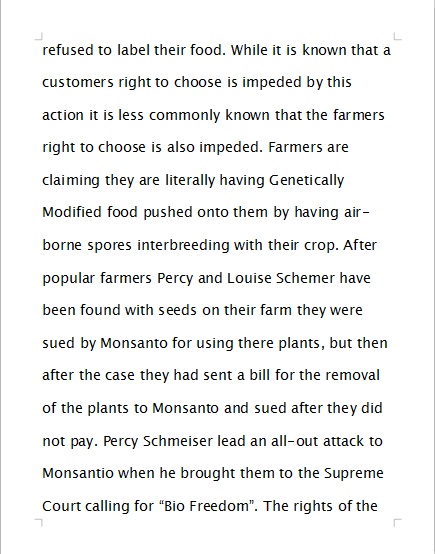 refused to label their food. While it is known that a
customers right to choose is impeded by this
action it is less commonly known that the farmers
right to choose is also impeded. Farmers are
claiming they are literally having Genetically
Modified food pushed onto them by having air-
borne spores interbreeding with their crop. After
popular farmers Percy and Louise Schemer have
been found with seeds on their farm they were
sued by Monsanto for using there plants, but then
after the case they had sent a bill for the removal
of the plants to Monsanto and sued after they did
not pay. Percy Schmeiser lead an all-out attack to
Monsantio when he brought them to the Supreme
Court calling for “Bio Freedom”. The rights of the